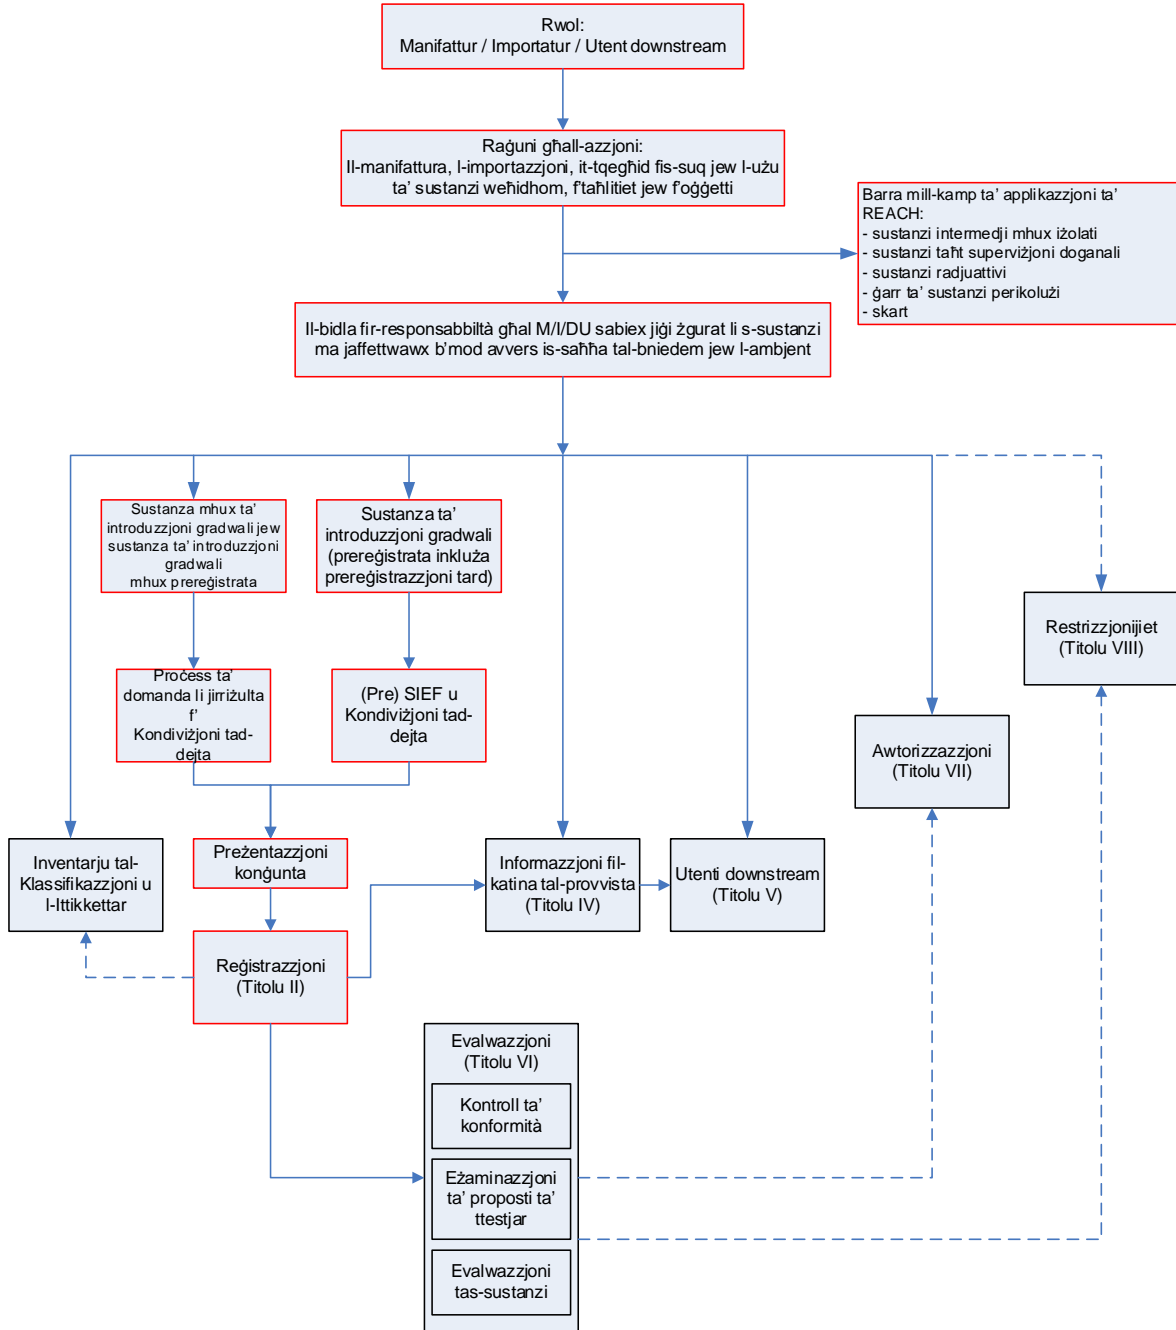 Rwol:
Manifattur / Importatur / Utent downstream
Raġuni għall-azzjoni:
Il-manifattura, l-importazzjoni, it-tqegħid fis-suq jew l-użu
ta' sustanzi weħidhom, f'taħlitiet jew f'oġġetti
Barra mill-kamp ta' applikazzjoni ta'
REACH:
- sustanzi intermedji mhux iżolati
- sustanzi taħt superviżjoni doganali
- sustanzi radjuattivi
- ġarr ta' sustanzi perikolużi
- skart
Il-bidla fir-responsabbiltà għal M/I/DU sabiex jiġi żgurat li s-sustanzi
ma jaffettwawx b'mod avvers is-saħħa tal-bniedem jew l-ambjent
Sustanza mhux ta'
introduzzjoni gradwali jew
sustanza ta' introduzzjoni
gradwali
mhux prereġistrata
Sustanza ta'
introduzzjoni gradwali
(prereġistrata inkluża
prereġistrazzjoni tard)
Restrizzjonijiet
(Titolu VIII)
Proċess ta'
domanda li jirriżulta
f'
Kondiviżjoni tad-
dejta
(Pre) SIEF u
Kondiviżjoni tad-
dejta
Awtorizzazzjoni
(Titolu VII)
Inventarju tal-
Klassifikazzjoni u
l-Ittikkettar
Preżentazzjoni
konġunta
Informazzjoni fil-
katina tal-provvista
(Titolu IV)
Utenti downstream
(Titolu V)
Reġistrazzjoni
(Titolu II)
Evalwazzjoni
(Titolu VI)
Kontroll ta'
konformità
Eżaminazzjoni
ta' proposti ta'
ttestjar
Evalwazzjoni
tas-sustanzi